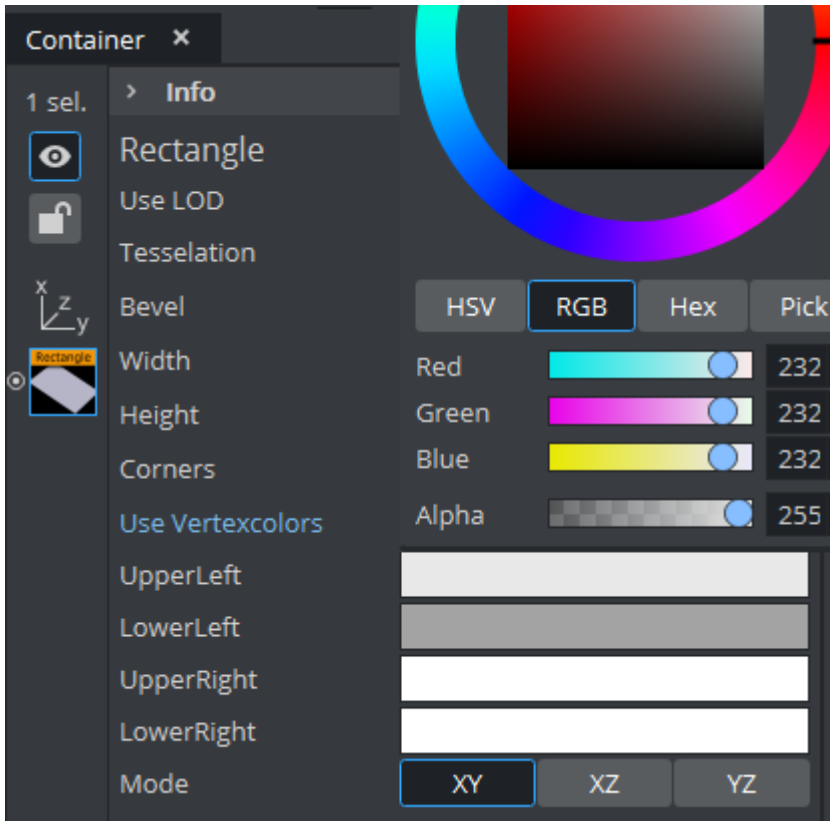 Container ×
1 sel.
> Info
Rectangle
Use LOD
Tesselation
Bevel
Width
Height
Corners
Use Vertexcolors
UpperLeft
LowerLeft
UpperRight
LowerRight
Mode XY XZ YZ
x
z
y
Rectangle
HSV RGB Hex Pick
Red 232
Green 232
Blue 232
Alpha 255